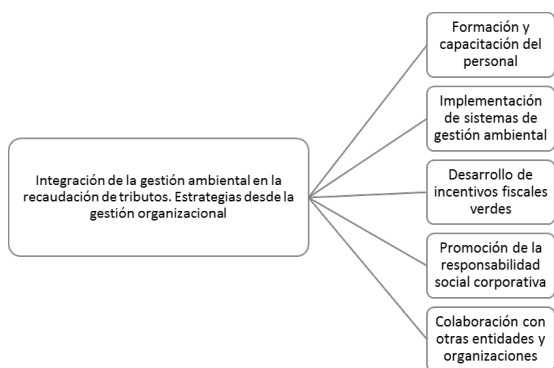 Formación y
capacitación del
personal
Implementación
de sistemas de
gestión ambiental
Integración de la gestión ambiental en la
recaudación de tributos. Estrategias desde la
gestión organizacional
Desarrollo de
incentivos fiscales
verdes
Promoción de la
responsabilidad
social corporativa
Colaboración con
otras entidades y
organizaciones